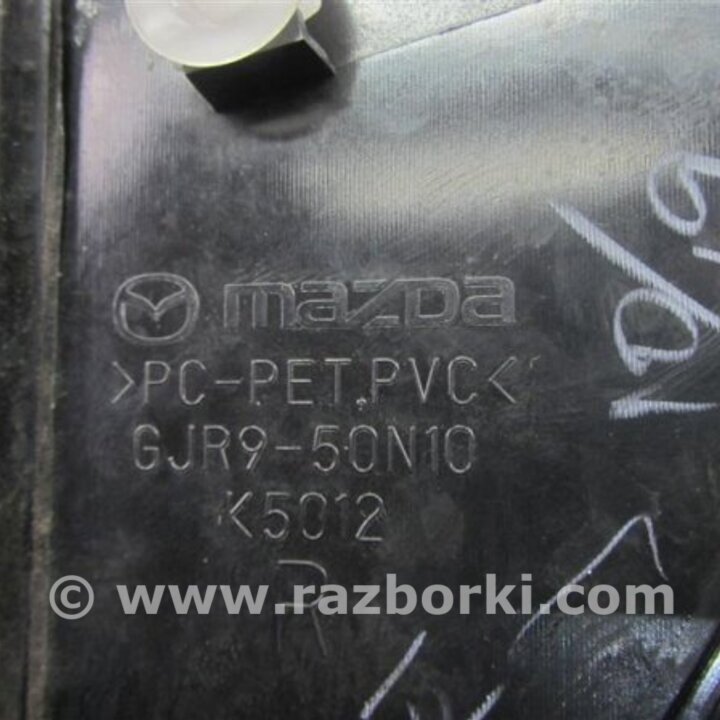 mazda
>PC-PET,PVC<
GJR9-50N10
K5012
R
© www.razborki.com